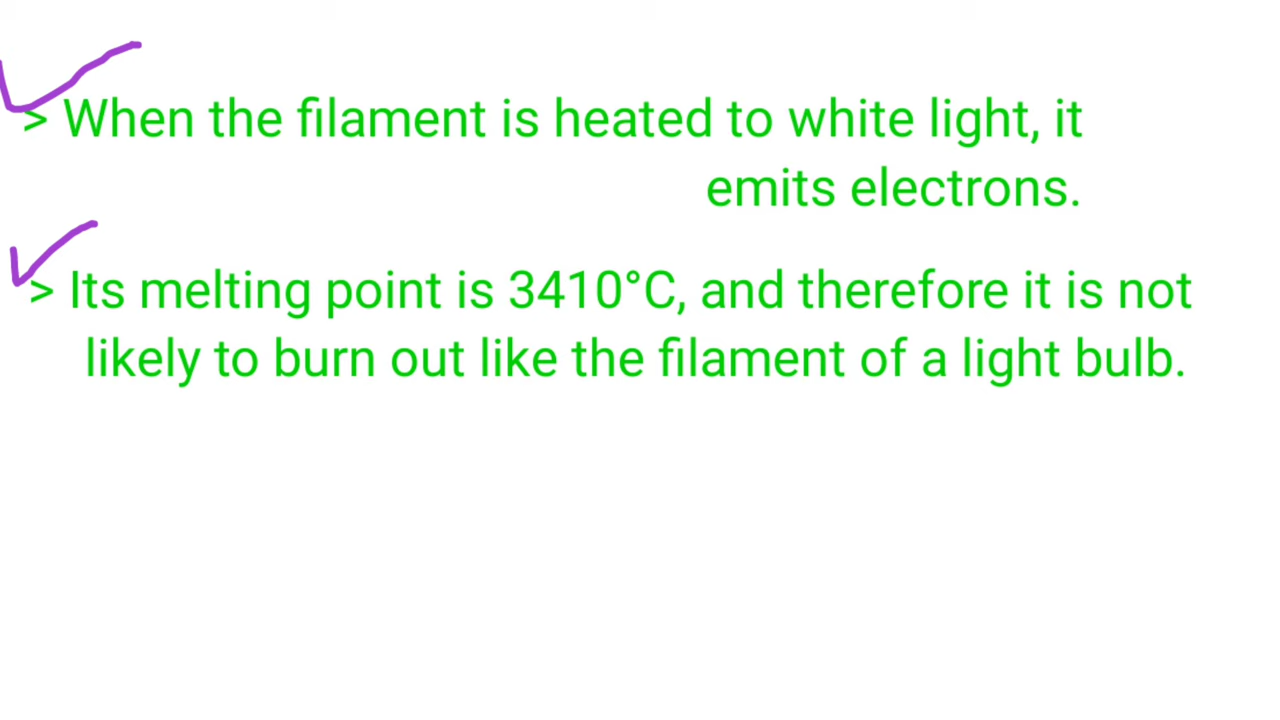 > When the filament is heated to white light, it
emits electrons.
> Its melting point is 3410°C, and therefore it is not
likely to burn out like the filament of a light bulb.